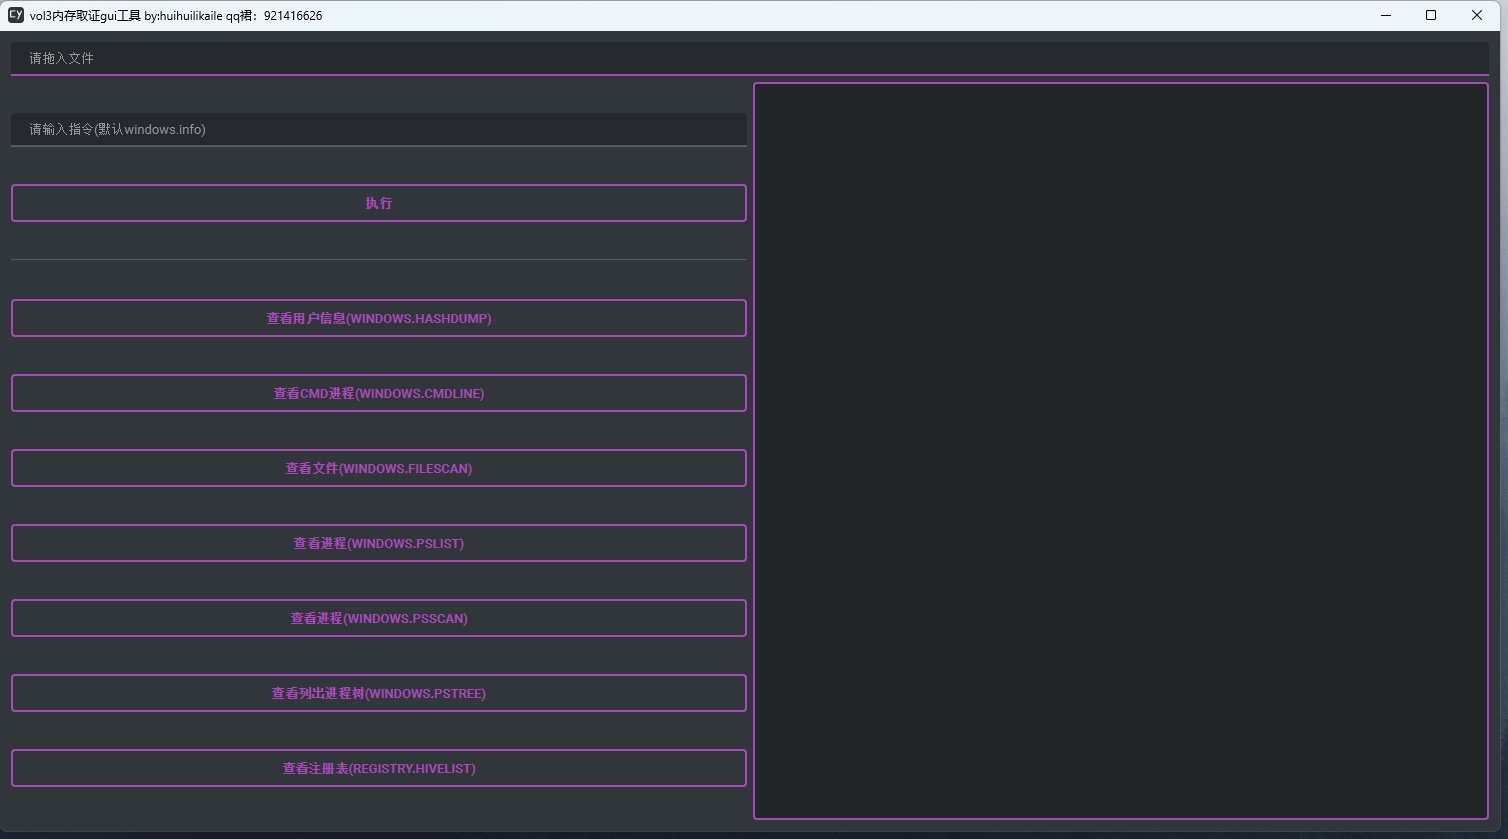 CY vol3内存取证gui工具 by:huihuilikaile qq裙：921416626
请拖入文件
请输入指令(默认windows.info)
执行
查看用户信息(WINDOWS.HASHDUMP)
查看CMD进程(WINDOWS.CMDLINE)
查看文件(WINDOWS.FILESCAN)
查看进程(WINDOWS.PSLIST)
查看进程(WINDOWS.PSSCAN)
查看列出进程树(WINDOWS.PSTREE)
查看注册表(REGISTRY.HIVELIST)